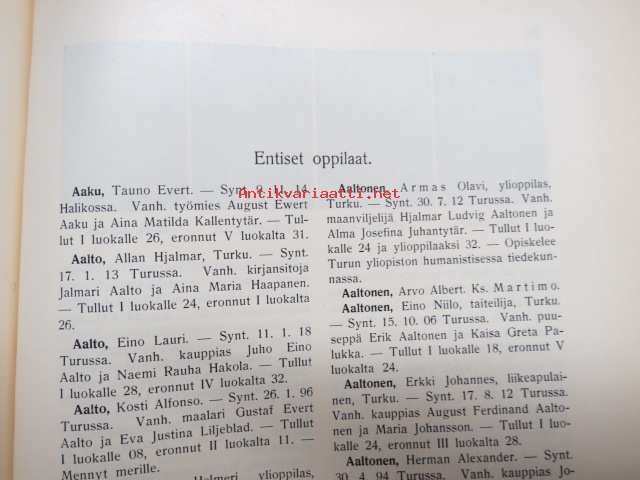 Entiset oppilaat.
Aaku, Tauno Evert. — Synt. 9. 11. 14
Halikossa. Vanh. työmies August Ewert
Aaku ja Aina Matilda Kallentytär. — Tul-
lut I luokalle 26, eronnut V luokalta 31.
Aalto, Allan Hjalmar, Turku. — Synt.
17. 1. 13 Turussa. Vanh. kirjansitoja
Jalmari Aalto ja Aina Maria Haapanen.
— Tullut I luokalle 24, eronnut I luokalta
26.
Aalto, Eino Lauri. — Synt. 11. 1. 18
Turussa. Vanh. kauppias Juho Eino
Aalto ja Naemi Rauha Hakola. — Tullut
I luokalle 28, eronnut IV luokalta 32.
Aalto, Kosti Alfonso. — Synt. 26. 1. 96
Turussa. Vanh. maalari Gustaf Evert
Aalto ja Eva Justina Liljeblad. — Tullut
I luokalle 08, eronnut II luokalta 11. —
Mennyt merille.
Halmeri, ylioppilas,
Aaltonen, Armas Olavi, ylioppilas,
Turku. — Synt. 30. 7. 12 Turussa. Vanh.
maanviljelijä Hjalmar Ludvig Aaltonen ja
Alma Josefina Juhantytär. — Tullut I luo-
kalle 24 ja ylioppilaaksi 32. — Opiskelee
Turun yliopiston humanistisessa tiedekun-
nassa.
Aaltonen, Arvo Albert. Ks. Martimo.
Aaltonen, Eino Niilo, taiteilija, Turku.
— Synt. 15. 10. 06 Turussa. Vanh. puu-
seppä Erik Aaltonen ja Kaisa Greta Pa-
lukka. — Tullut I luokalle 18, eronnut V
luokalta 24.
Aaltonen, Erkki Johannes, liikeapulai-
nen, Turku. — Synt. 17. 8. 12 Turussa.
Vanh. kauppias August Ferdinand Aalto-
nen ja Maria Johansson. — Tullut I luo-
kalle 24, eronnut III luokalta 28.
Aaltonen, Herman Alexander. — Synt.
30. 4. 94 Turussa. Vanh. kauppias Jo-
Antikvariaatti.net